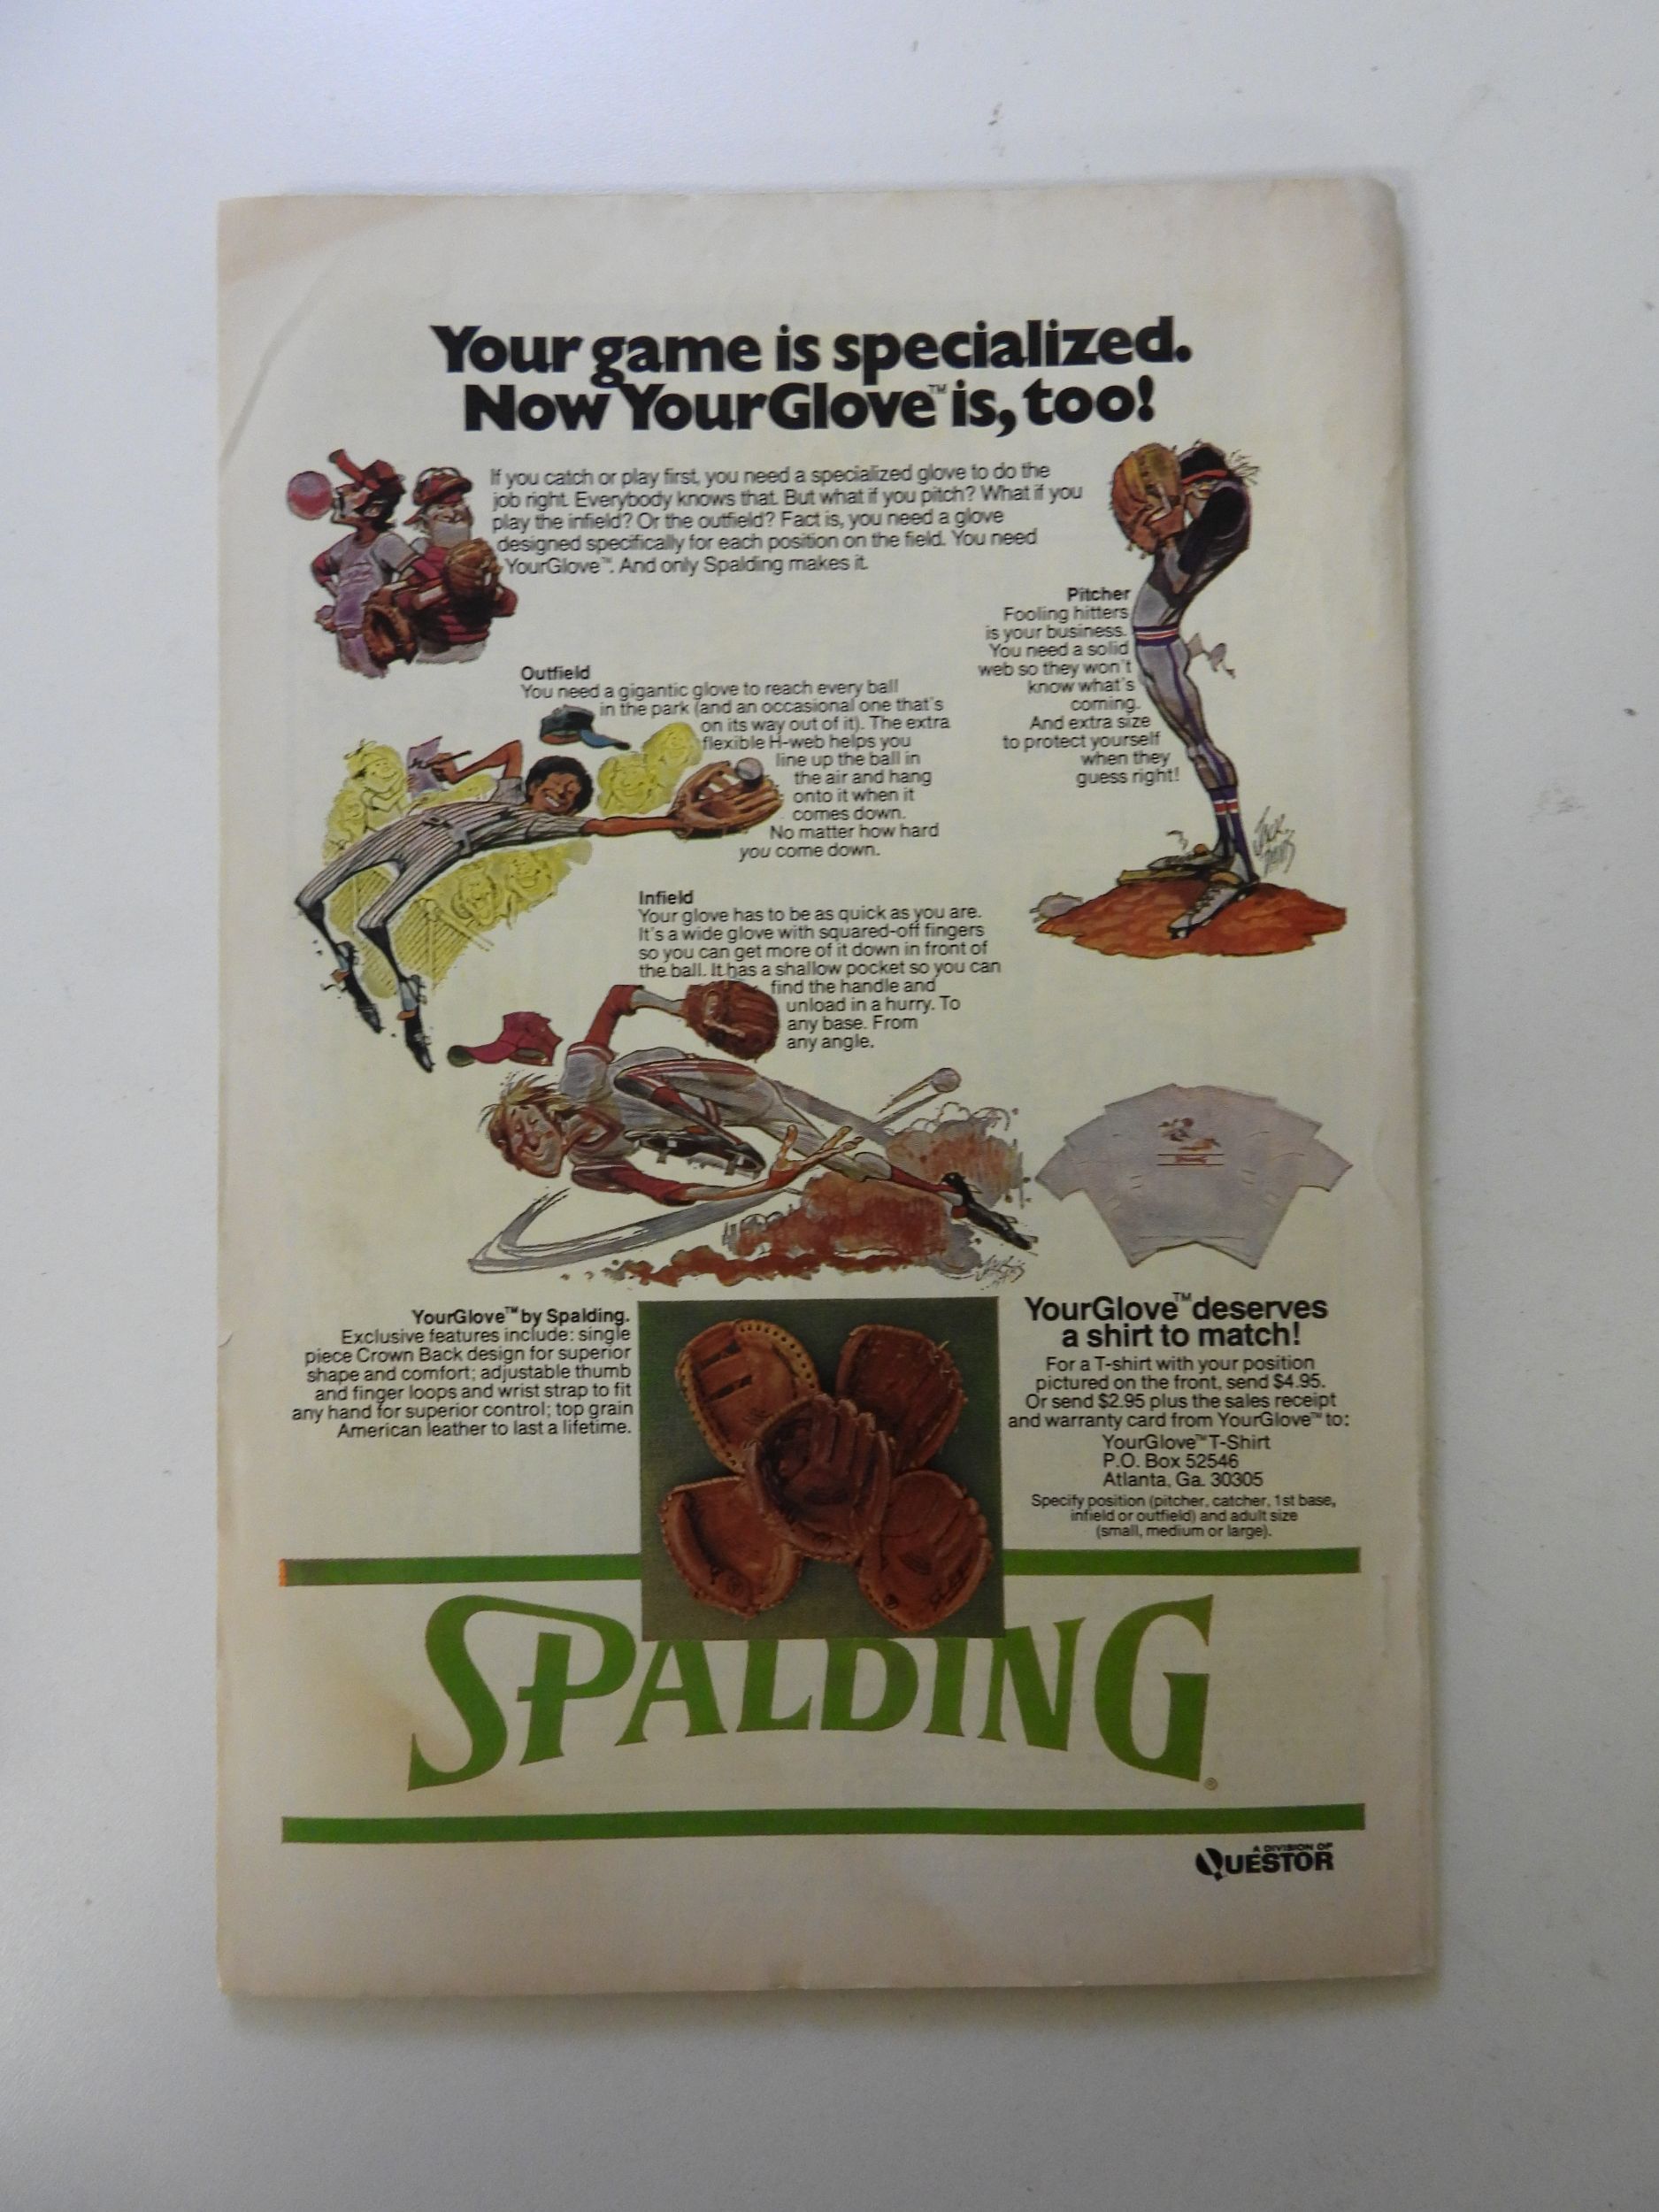 Your game is specialized.
Now YourGlove™ is, too!
If you catch or play first, you need a specialized glove to do the
job right. Everybody knows that. But what if you pitch? What if you
play the infield? Or the outfield? Fact is, you need a glove
designed specifically for each position on the field. You need
YourGlove™. And only Spalding makes it.
Pitcher
Fooling hitters
is your business.
You need a solid
web so they won't
know what's
coming.
And extra size
to protect yourself
when they
guess right!
Outfield
You need a gigantic glove to reach every ball
in the park (and an occasional one that's
on its way out of it). The extra
flexible H-web helps you
line up the ball in
the air and hang
onto it when it
comes down.
No matter how hard
you come down.
JACK
DAVIS
Infield
Your glove has to be as quick as you are.
It's a wide glove with squared-off fingers
so you can get more of it down in front of
the ball. It has a shallow pocket so you can
find the handle and
unload in a hurry. To
any base. From
any angle.
Spalding
JACK
DAVIS
YourGlove™ by Spalding.
Exclusive features include: single
piece Crown Back design for superior
shape and comfort; adjustable thumb
and finger loops and wrist strap to fit
any hand for superior control; top grain
American leather to last a lifetime.
YourGlove™ deserves
a shirt to match!
For a T-shirt with your position
pictured on the front, send $4.95.
Or send $2.95 plus the sales receipt
and warranty card from YourGlove™ to:
YourGlove™ T-Shirt
P.O. Box 52546
Atlanta, Ga. 30305
Specify position (pitcher, catcher, 1st base,
infield or outfield) and adult size
(small, medium or large).
SPALDING®
A DIVISION OF
QUESTOR